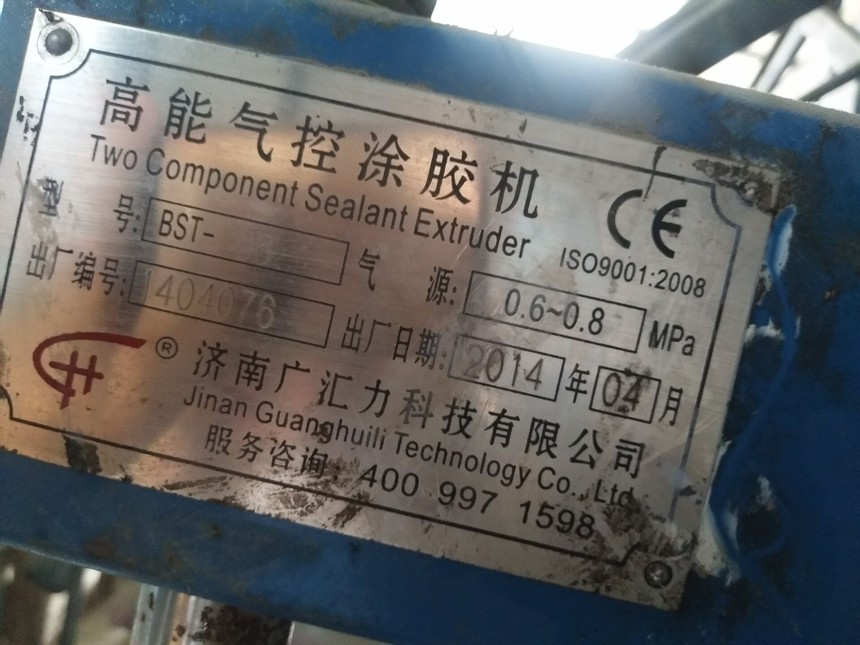 高能气控涂胶机
Two Component Sealant Extruder
CE
ISO9001:2008
型号: BST- 气源: 0.6~0.8 MPa
出厂编号: 1404076 出厂日期: 2014 年 04 月
® 济南广汇力科技有限公司
Jinan Guanghuili Technology Co., Ltd
服务咨询 400 997 1598